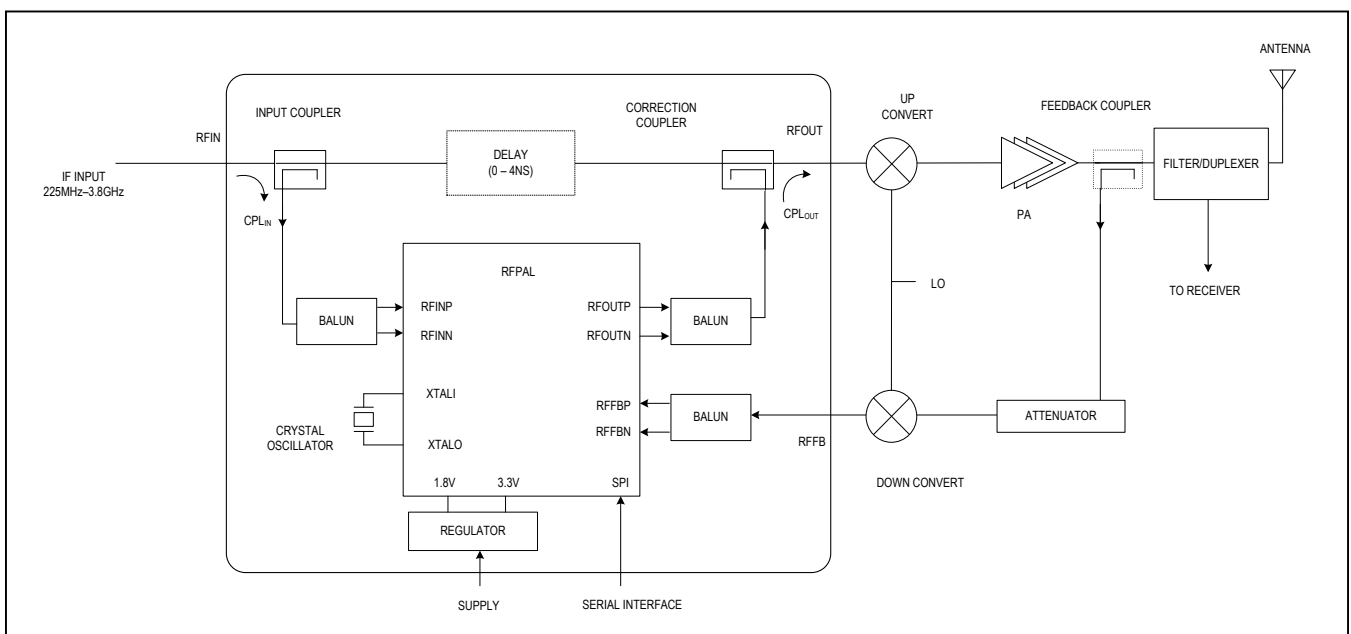 ANTENNA
UP
CONVERT
FEEDBACK COUPLER
INPUT COUPLER
CORRECTION
COUPLER
RFIN
RFOUT
DELAY
(0 – 4NS)
FILTER/DUPLEXER
IF INPUT
225MHz–3.8GHz
CPLIN
CPLOUT
PA
RFPAL
LO
TO RECEIVER
BALUN
RFINP
RFINN
RFOUTP
RFOUTN
BALUN
XTALI
XTALO
CRYSTAL
OSCILLATOR
RFFBP
RFFBN
BALUN
RFFB
ATTENUATOR
DOWN CONVERT
1.8V
3.3V
SPI
REGULATOR
SUPPLY
SERIAL INTERFACE